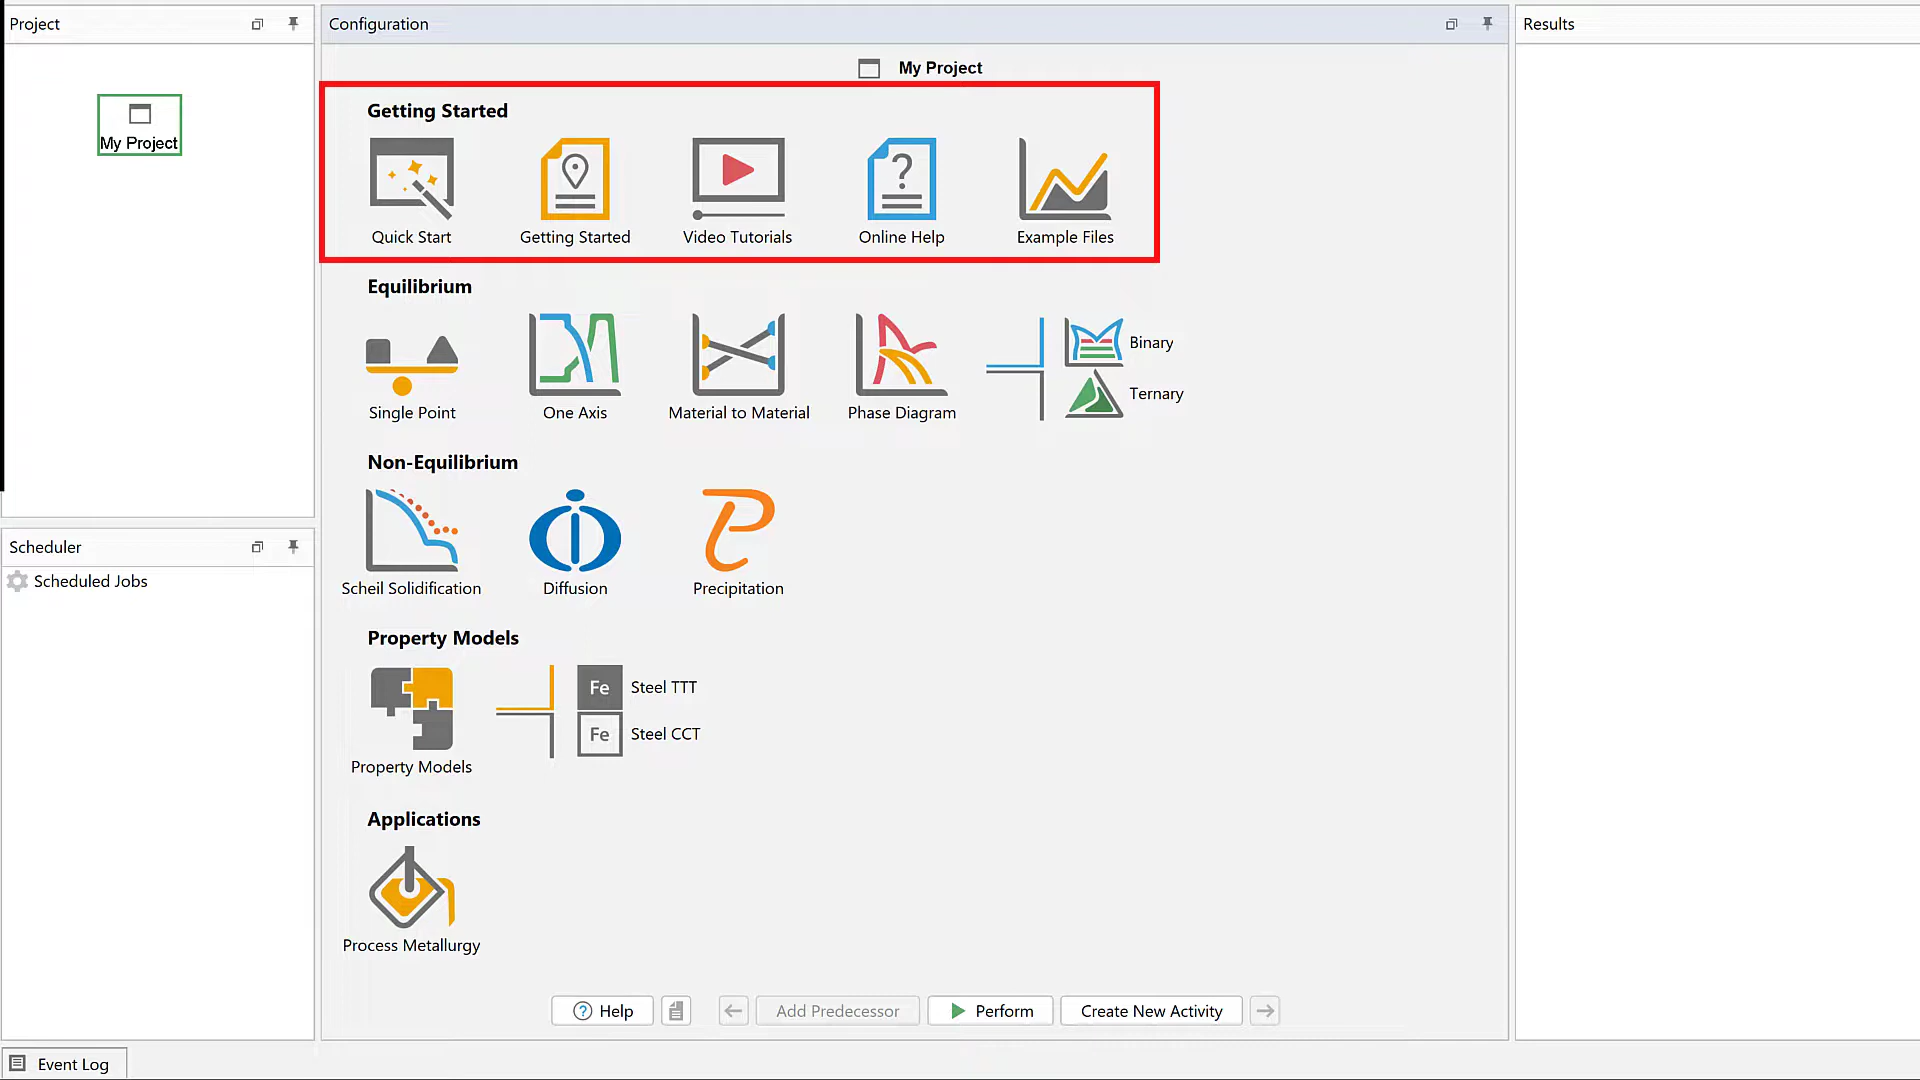 Project
Configuration
Results
My Project
My Project
Getting Started
Quick Start
Getting Started
Video Tutorials
? Online Help
Example Files
Equilibrium
Single Point
One Axis
Material to Material
Phase Diagram
Binary
Ternary
Non-Equilibrium
Scheil Solidification
Diffusion
Precipitation
Scheduler
Scheduled Jobs
Property Models
Property Models
Fe Steel TTT
Fe Steel CCT
Applications
Process Metallurgy
? Help
Add Predecessor
Perform
Create New Activity
Event Log